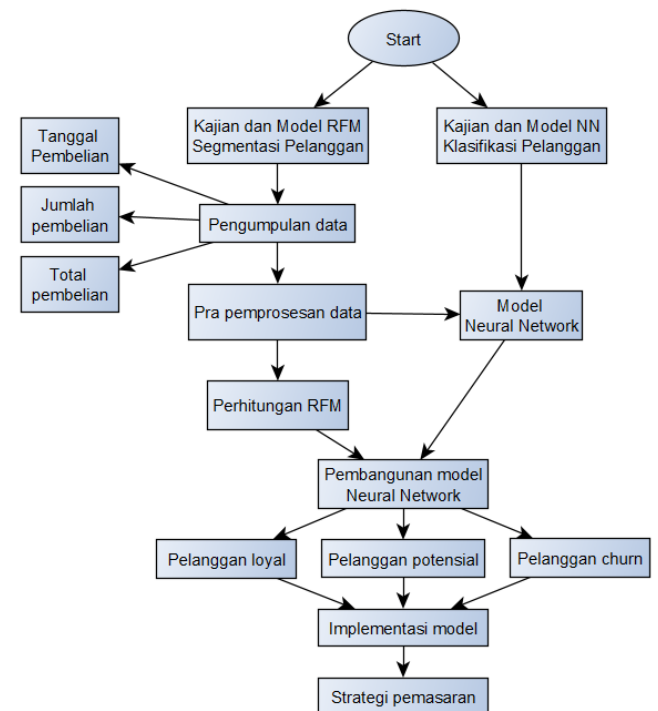 Start
Kajian dan Model RFM
Segmentasi Pelanggan
Kajian dan Model NN
Klasifikasi Pelanggan
Tanggal
Pembelian
Jumlah
pembelian
Total
pembelian
Pengumpulan data
Pra pemprosesan data
Model
Neural Network
Perhitungan RFM
Pembangunan model
Neural Network
Pelanggan loyal
Pelanggan potensial
Pelanggan churn
Implementasi model
Strategi pemasaran